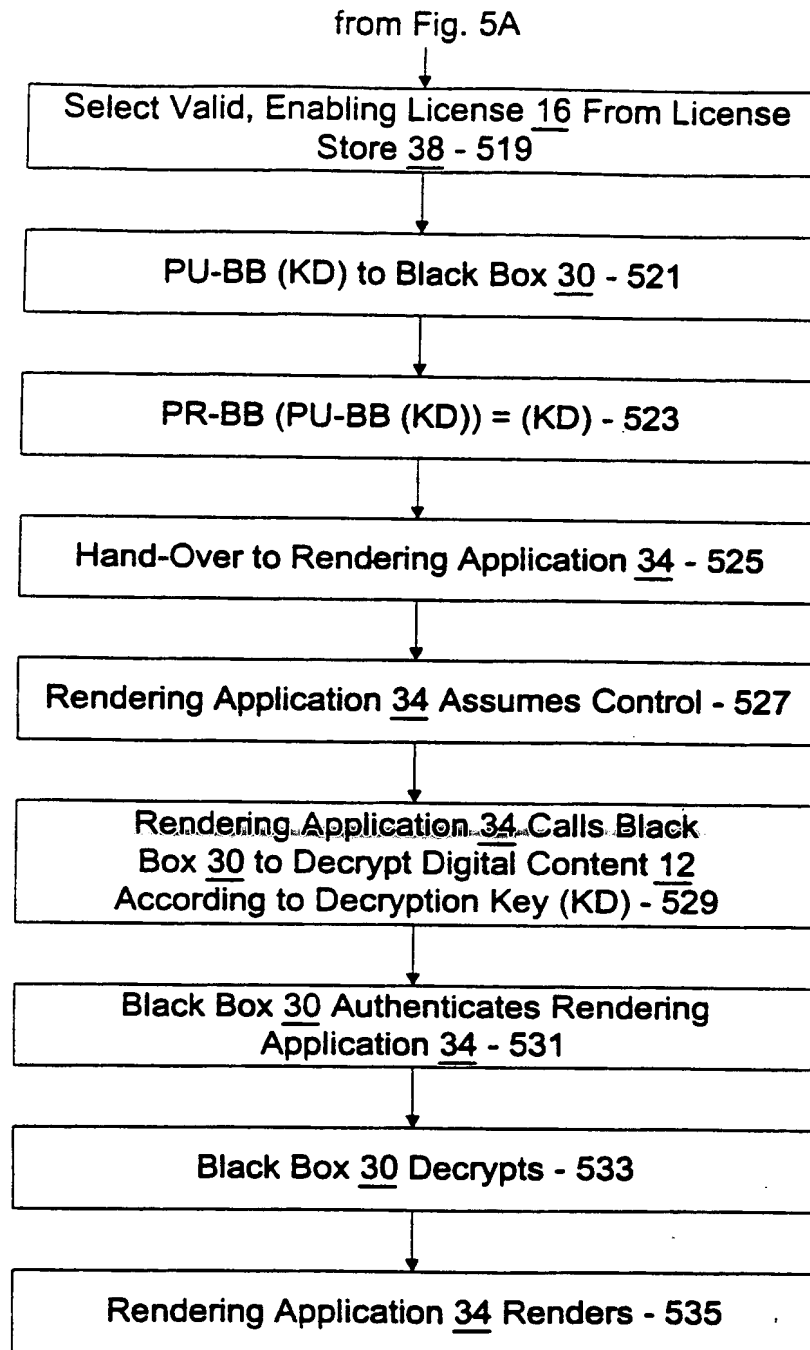 from Fig. 5A
Select Valid, Enabling License 16 From License
Store 38 - 519
PU-BB (KD) to Black Box 30 - 521
PR-BB (PU-BB (KD)) = (KD) - 523
Hand-Over to Rendering Application 34 - 525
Rendering Application 34 Assumes Control - 527
Rendering Application 34 Calls Black
Box 30 to Decrypt Digital Content 12
According to Decryption Key (KD) - 529
Black Box 30 Authenticates Rendering
Application 34 - 531
Black Box 30 Decrypts - 533
Rendering Application 34 Renders - 535